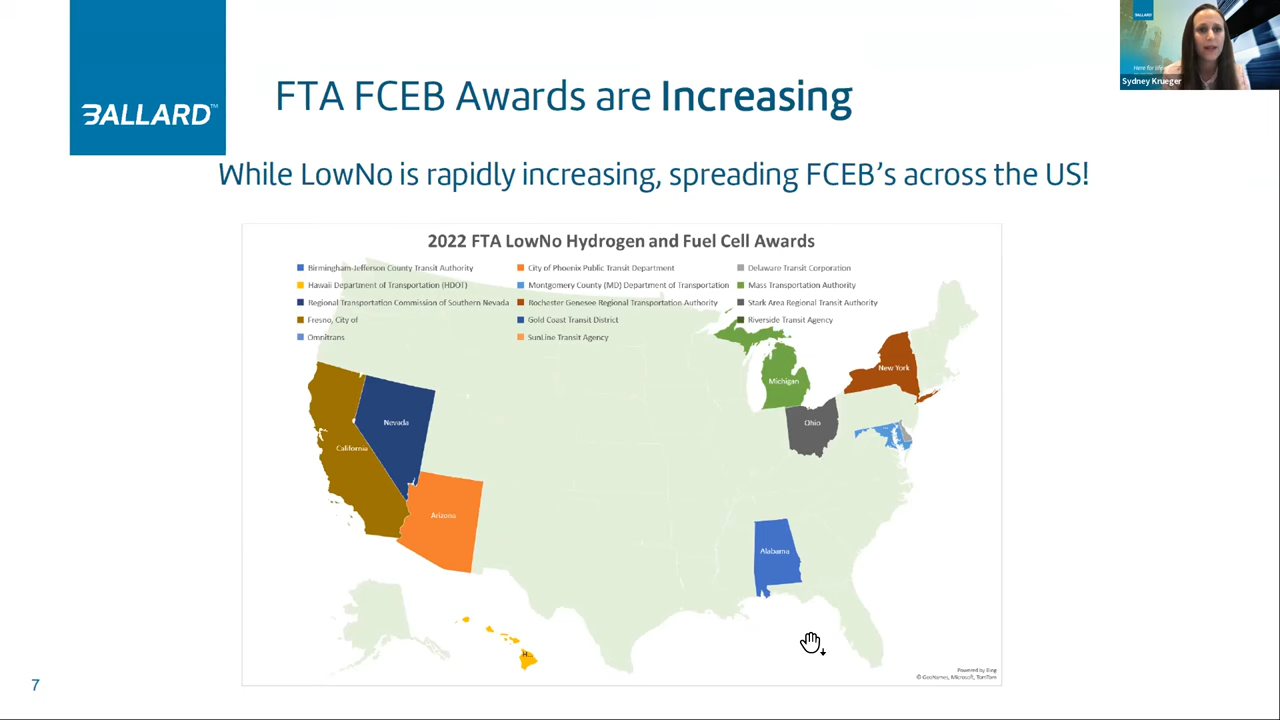 BALLARD™
FTA FCEB Awards are Increasing
BALLARD
Here for life
Sydney Krueger
While LowNo is rapidly increasing, spreading FCEB's across the US!
2022 FTA LowNo Hydrogen and Fuel Cell Awards
Birmingham-Jefferson County Transit Authority
City of Phoenix Public Transit Department
Delaware Transit Corporation
Hawaii Department of Transportation (HDOT)
Montgomery County (MD) Department of Transportation
Mass Transportation Authority
Regional Transportation Commission of Southern Nevada
Rochester Genesee Regional Transportation Authority
Stark Area Regional Transit Authority
Fresno, City of
Gold Coast Transit District
Riverside Transit Agency
Omnitrans
SunLine Transit Agency
New York
Michigan
Nevada
Ohio
California
Arizona
Alabama
H...
Powered by Bing
© GeoNames, Microsoft, TomTom
7